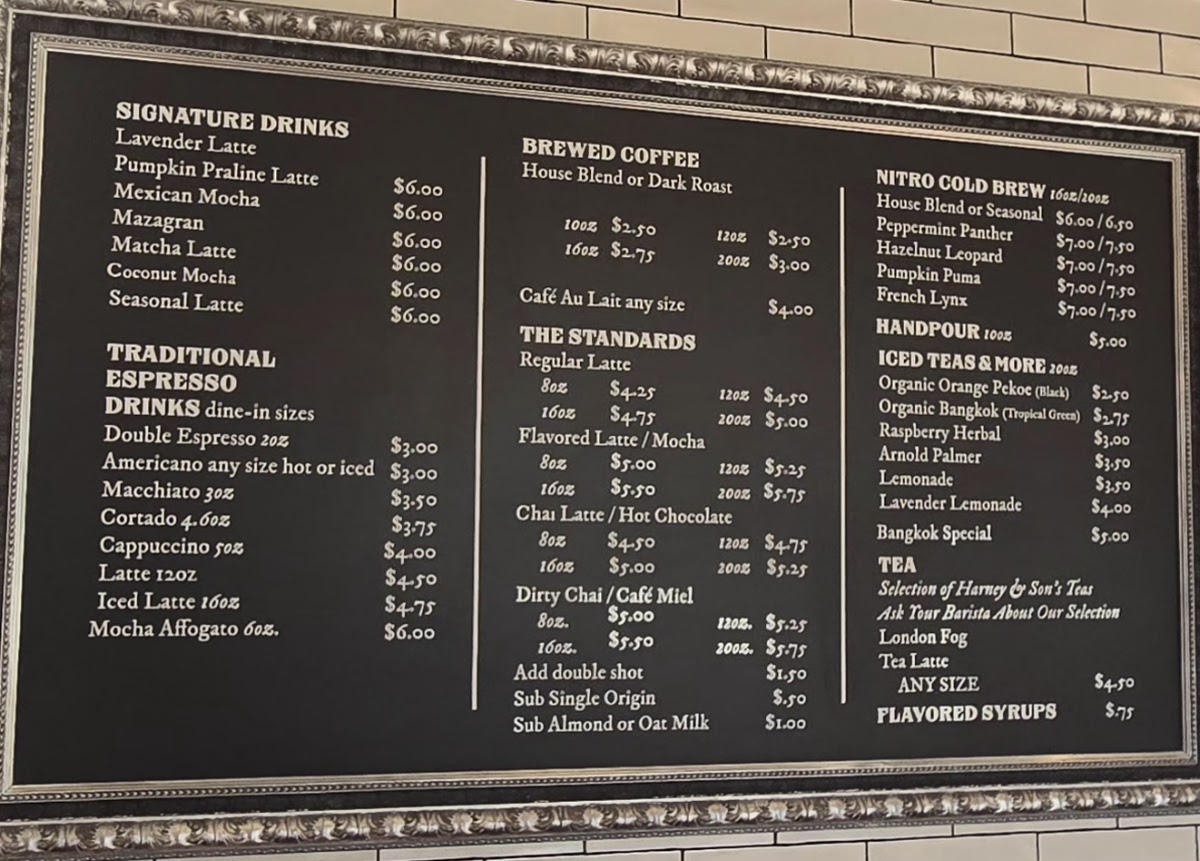 SIGNATURE DRINKS
Lavender Latte
Pumpkin Praline Latte $6.00
Mexican Mocha $6.00
Mazagran $6.00
Matcha Latte $6.00
Coconut Mocha $6.00
Seasonal Latte $6.00
TRADITIONAL
ESPRESSO
DRINKS dine-in sizes
Double Espresso 2oz $3.00
Americano any size hot or iced $3.00
Macchiato 3oz $3.50
Cortado 4.6oz $3.75
Cappuccino 5oz $4.00
Latte 12oz $4.50
Iced Latte 16oz $4.75
Mocha Affogato 6oz. $6.00
BREWED COFFEE
House Blend or Dark Roast
10oz $2.50 12oz $2.50
16oz $2.75 20oz $3.00
Café Au Lait any size $4.00
THE STANDARDS
Regular Latte
8oz $4.25 12oz $4.50
16oz $4.75 20oz $5.00
Flavored Latte / Mocha
8oz $5.00 12oz $5.25
16oz $5.50 20oz $5.75
Chai Latte / Hot Chocolate
8oz $4.50 12oz $4.75
16oz $5.00 20oz $5.25
Dirty Chai / Café Miel
8oz. $5.00 12oz. $5.25
16oz. $5.50 20oz. $5.75
Add double shot $1.50
Sub Single Origin $.50
Sub Almond or Oat Milk $1.00
NITRO COLD BREW 16oz/20oz
House Blend or Seasonal $6.00 / 6.50
Peppermint Panther $7.00 / 7.50
Hazelnut Leopard $7.00 / 7.50
Pumpkin Puma $7.00 / 7.50
French Lynx $7.00 / 7.50
HANDPOUR 10oz $5.00
ICED TEAS & MORE 20oz
Organic Orange Pekoe (Black) $2.50
Organic Bangkok (Tropical Green) $2.75
Raspberry Herbal $3.00
Arnold Palmer $3.50
Lemonade $3.50
Lavender Lemonade $4.00
Bangkok Special $5.00
TEA
Selection of Harney & Son's Teas
Ask Your Barista About Our Selection
London Fog
Tea Latte
ANY SIZE $4.50
FLAVORED SYRUPS $.75